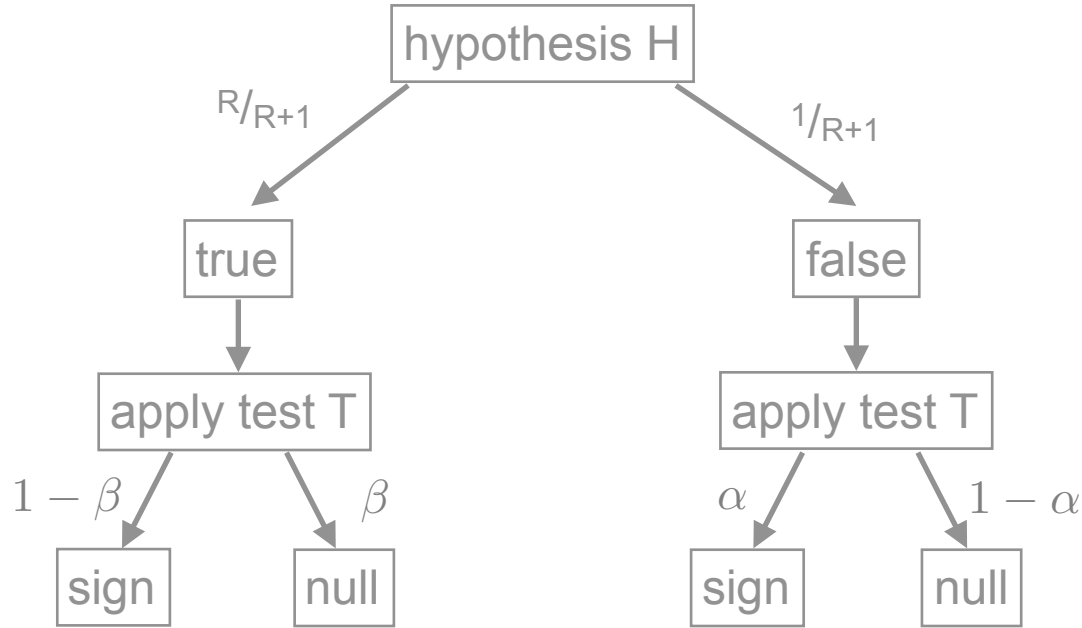 hypothesis H
R/R+1
1/R+1
true
false
apply test T
apply test T
1 − β
β
α
1 − α
sign
null
sign
null